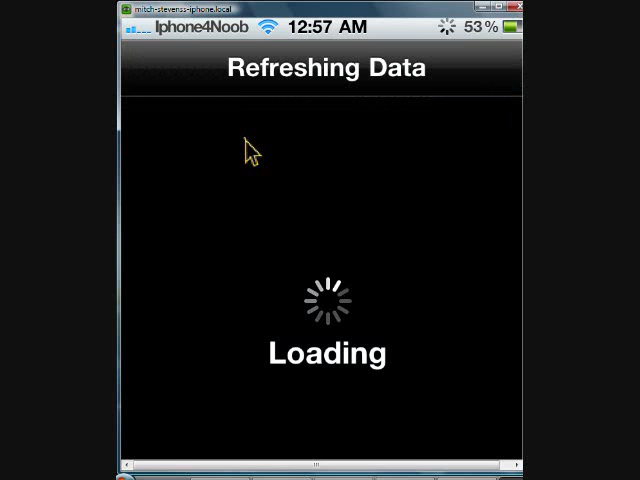 mitch-stevenss-iphone.local
Iphone4Noob 12:57 AM 53%
Refreshing Data
Loading